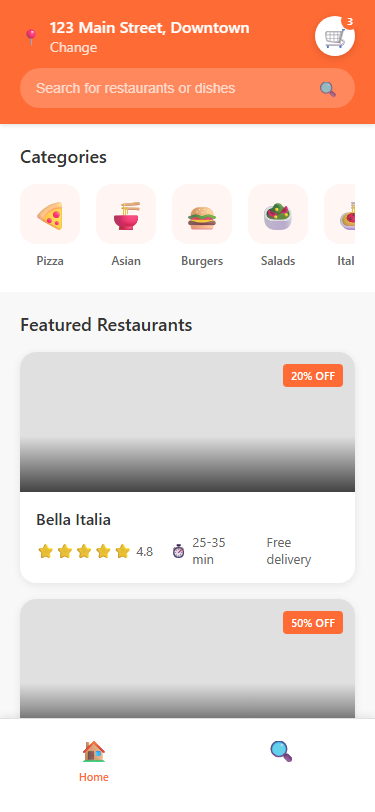 123 Main Street, Downtown
Change
3
Search for restaurants or dishes
Categories
Pizza
Asian
Burgers
Salads
Ital
Featured Restaurants
20% OFF
Bella Italia
4.8
25-35
min
Free
delivery
50% OFF
Home